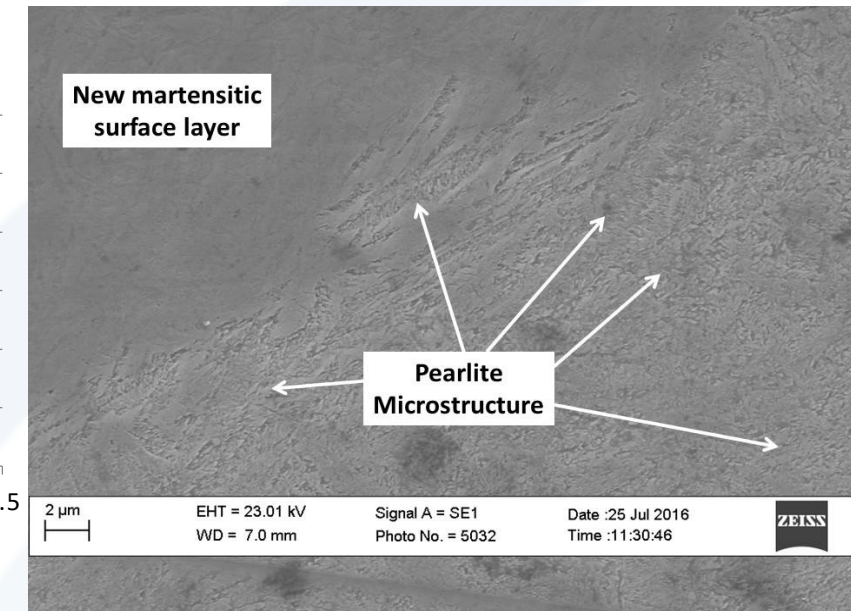 New martensitic
surface layer
Pearlite
Microstructure
.5
2 µm
EHT = 23.01 kV
WD = 7.0 mm
Signal A = SE1
Photo No. = 5032
Date :25 Jul 2016
Time :11:30:46
ZEISS